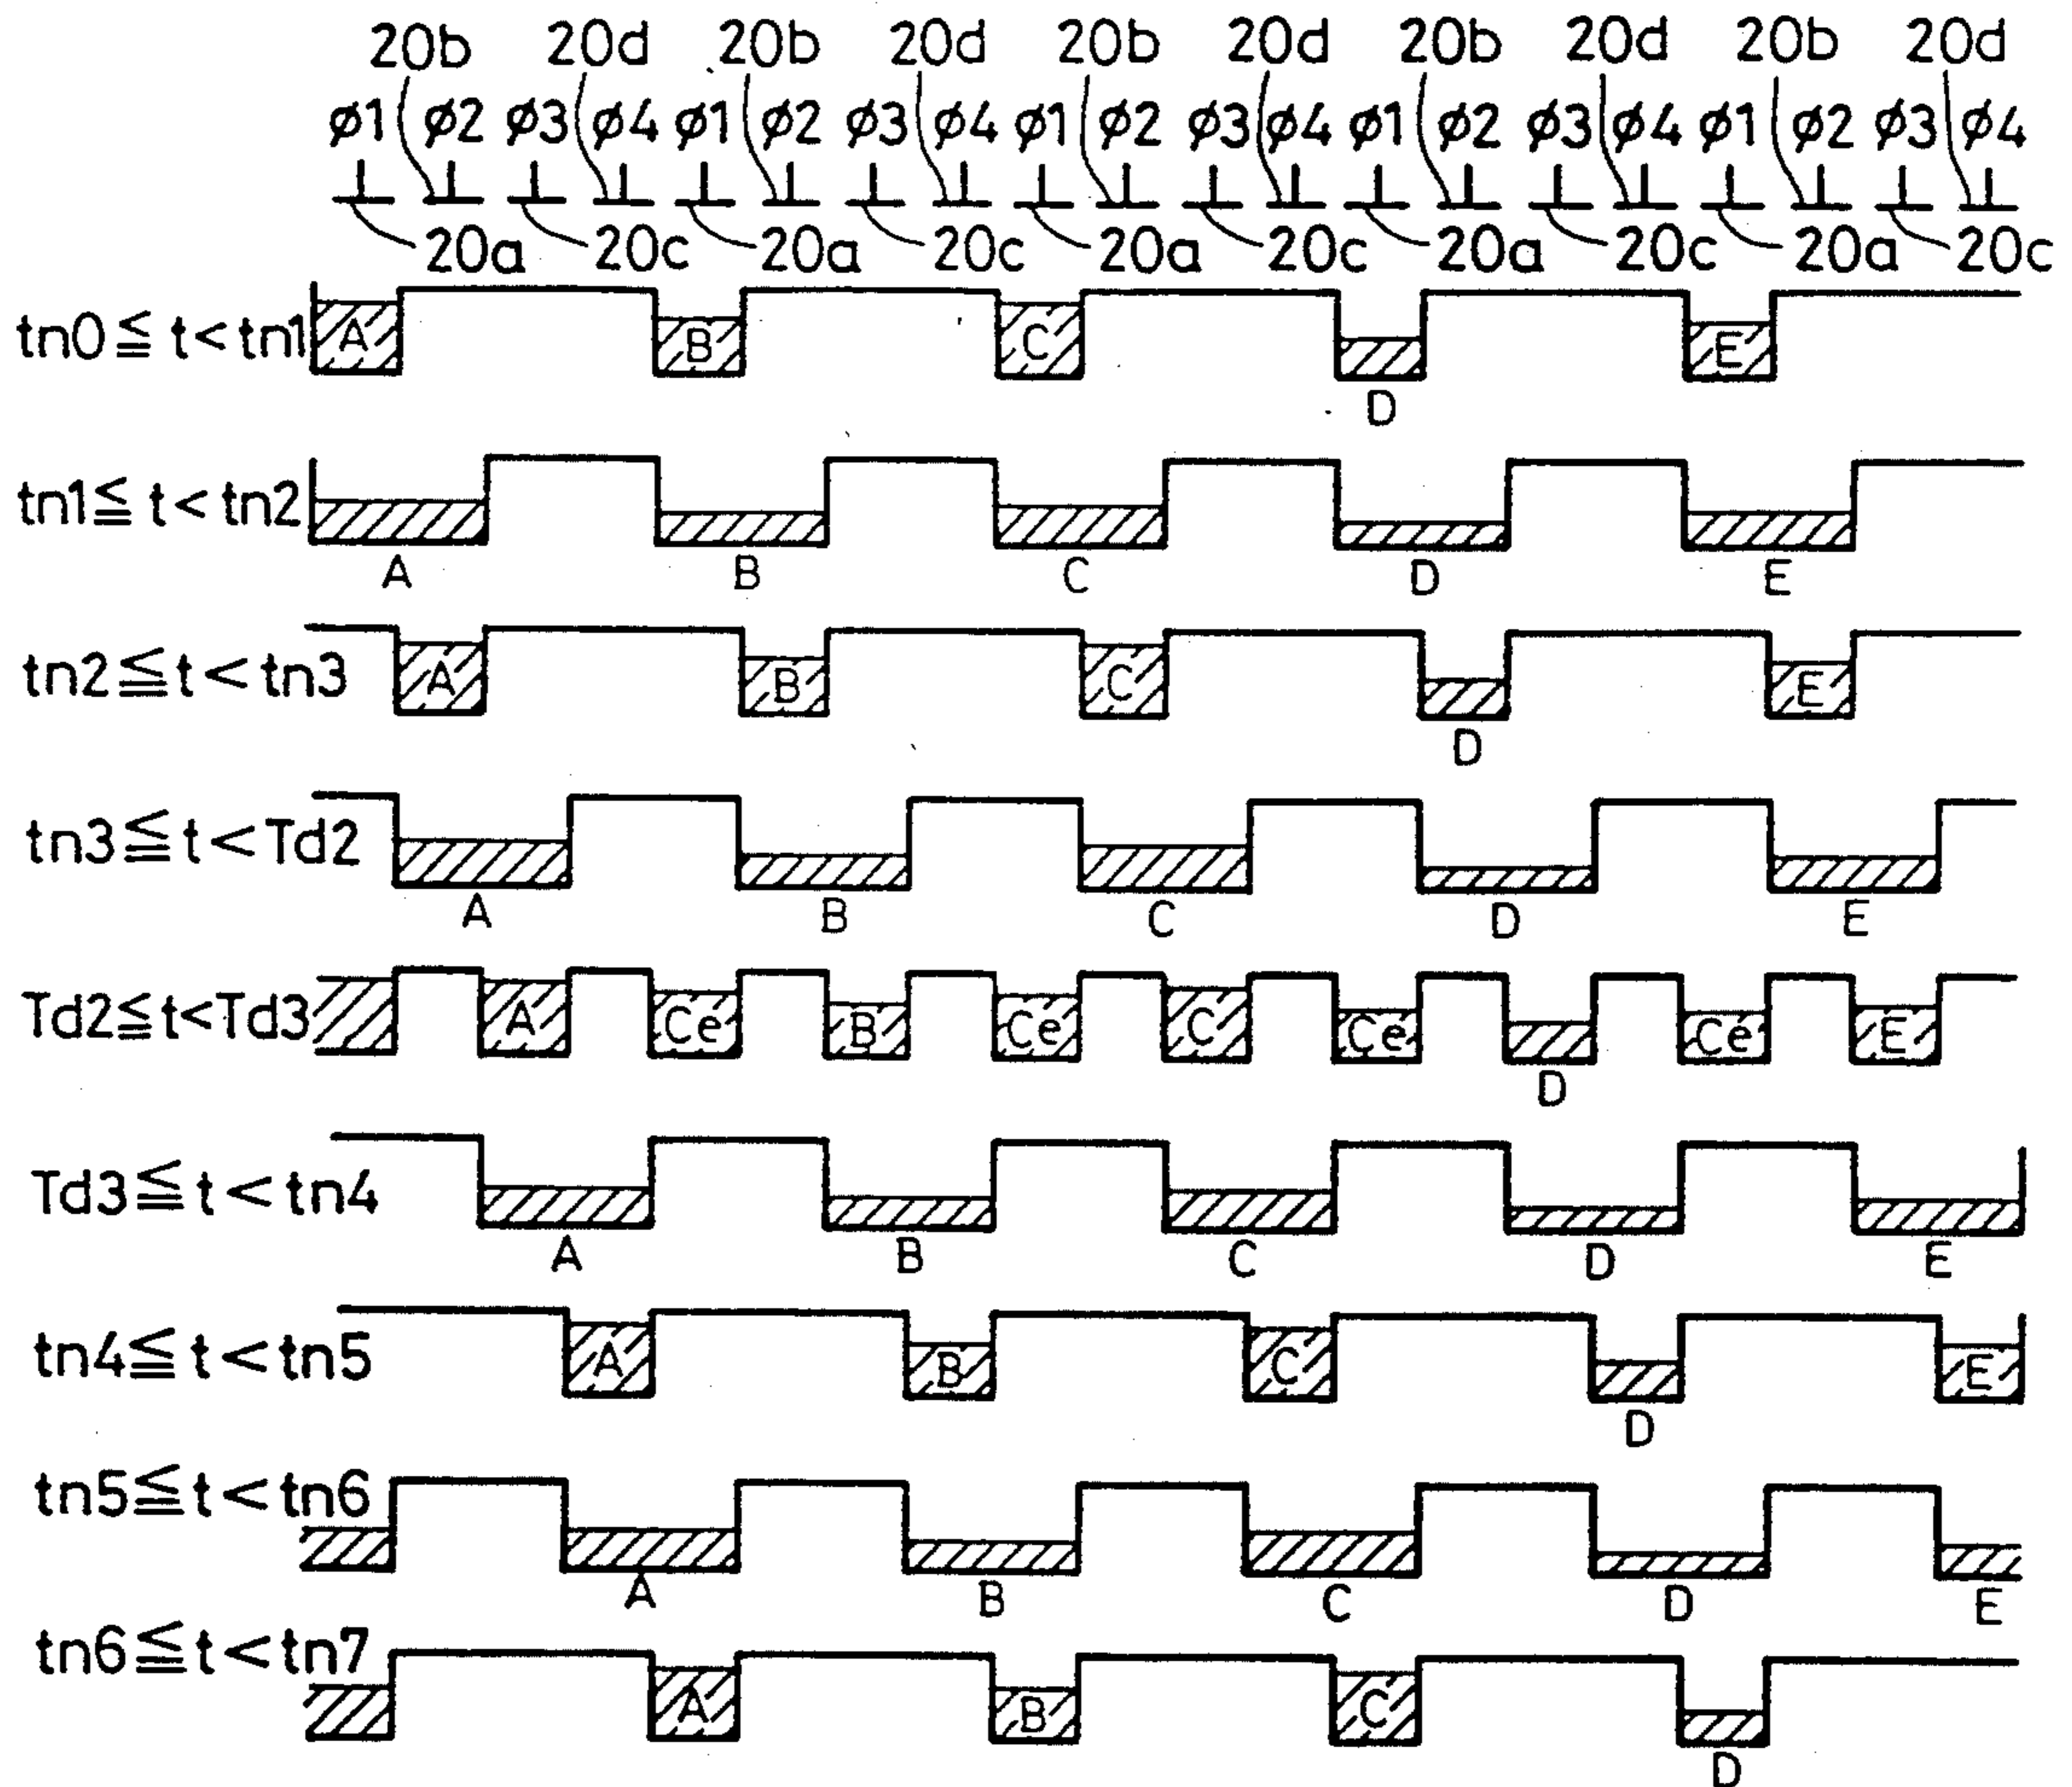 20b 20d 20b 20d 20b 20d 20b 20d 20b 20d
ø1 ø2 ø3 ø4 ø1 ø2 ø3 ø4 ø1 ø2 ø3 ø4 ø1 ø2 ø3 ø4 ø1 ø2 ø3 ø4
20a 20c 20a 20c 20a 20c 20a 20c 20a 20c
tn0≦t<tn1 A B C E
D
tn1≦t<tn2
A B C D E
tn2≦t<tn3 A B C E
D
tn3≦t<Td2
A B C D E
Td2≦t<Td3 A Ce B Ce C Ce Ce E
D
Td3≦t<tn4
A B C D E
tn4≦t<tn5 A B C E
D
tn5≦t<tn6
A B C D E
tn6≦t<tn7 A B C
D